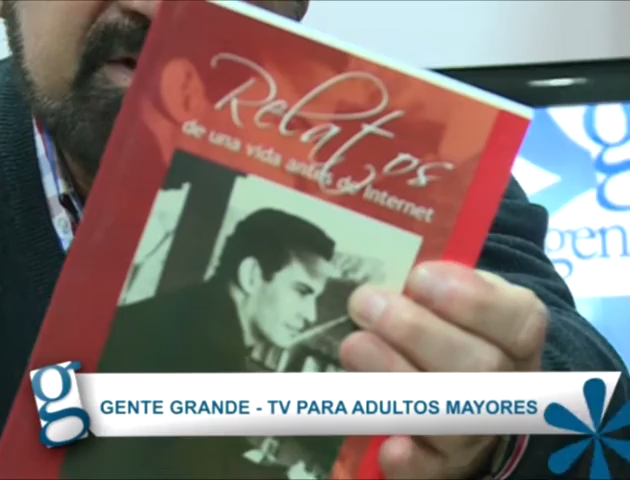 Relatos
de una vida antes de Internet
g
gen
g GENTE GRANDE - TV PARA ADULTOS MAYORES